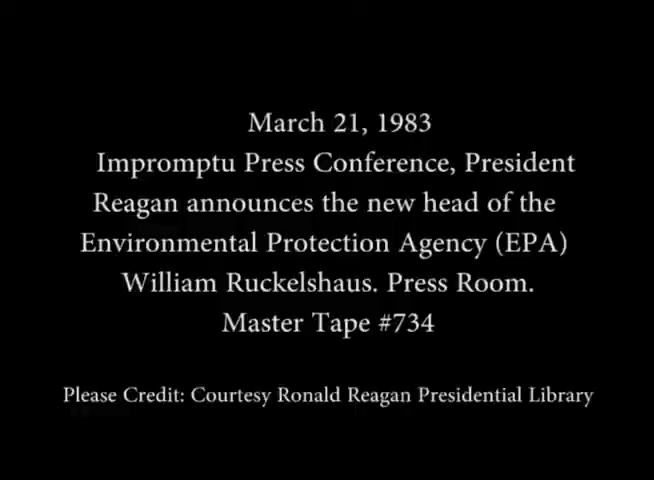 March 21, 1983
Impromptu Press Conference, President
Reagan announces the new head of the
Environmental Protection Agency (EPA)
William Ruckelshaus. Press Room.
Master Tape #734
Please Credit: Courtesy Ronald Reagan Presidential Library